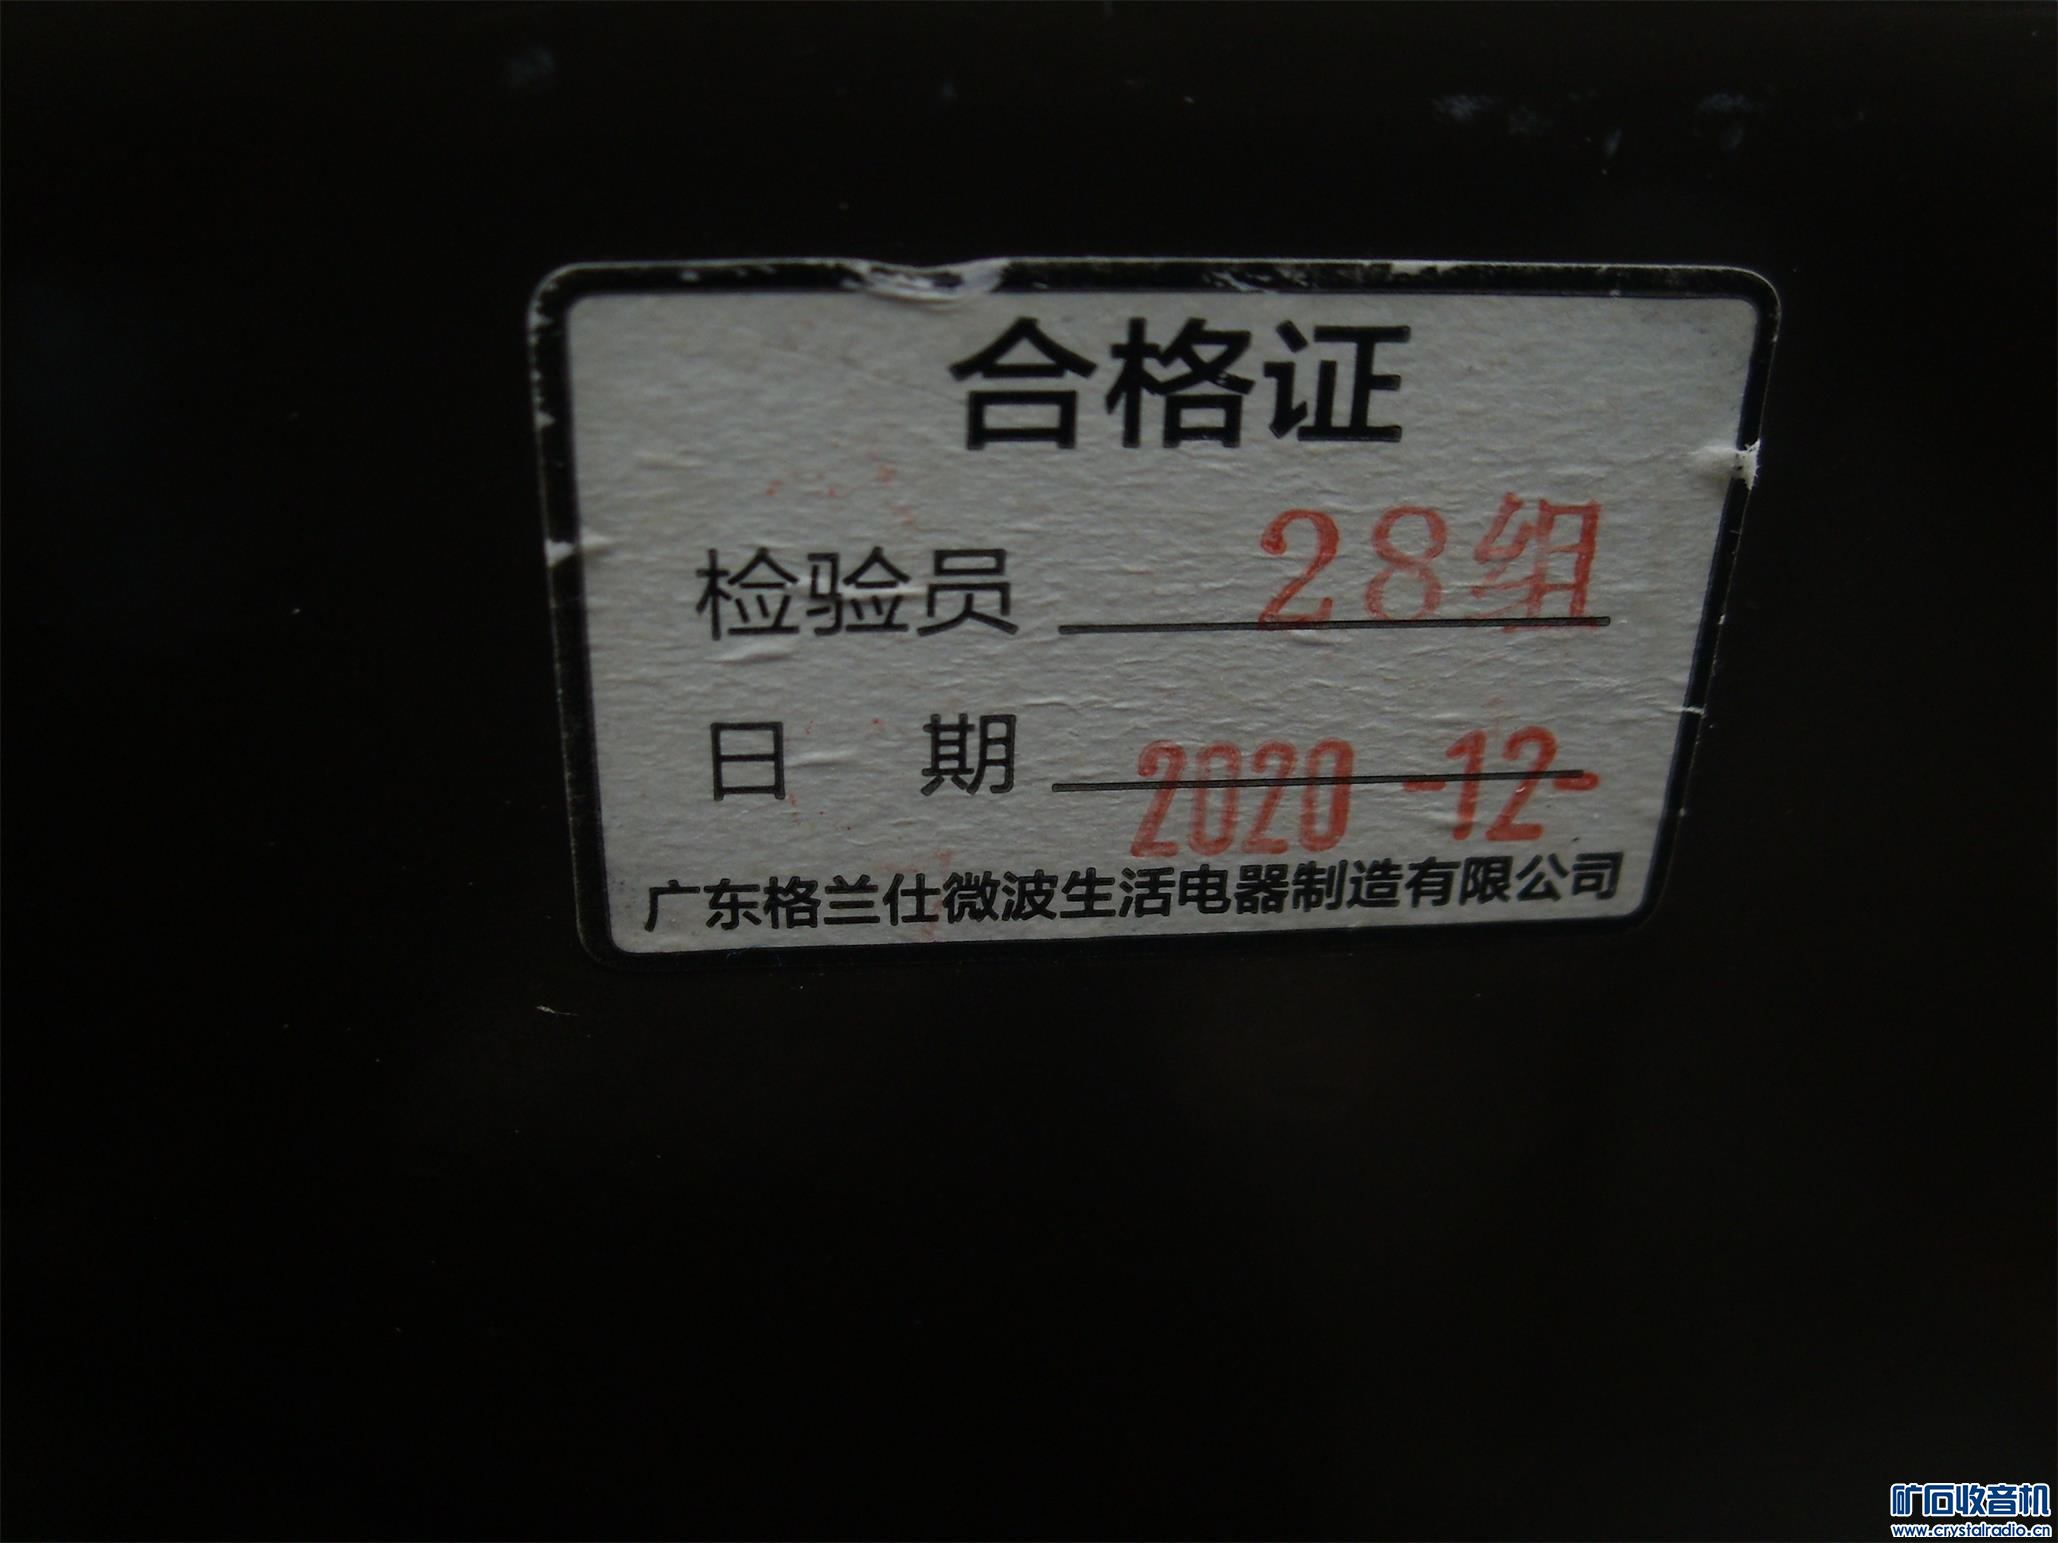 合格证
检验员 28组
日 期 2020-12-
广东格兰仕微波生活电器制造有限公司
矿石收音机
www.crystalradio.cn